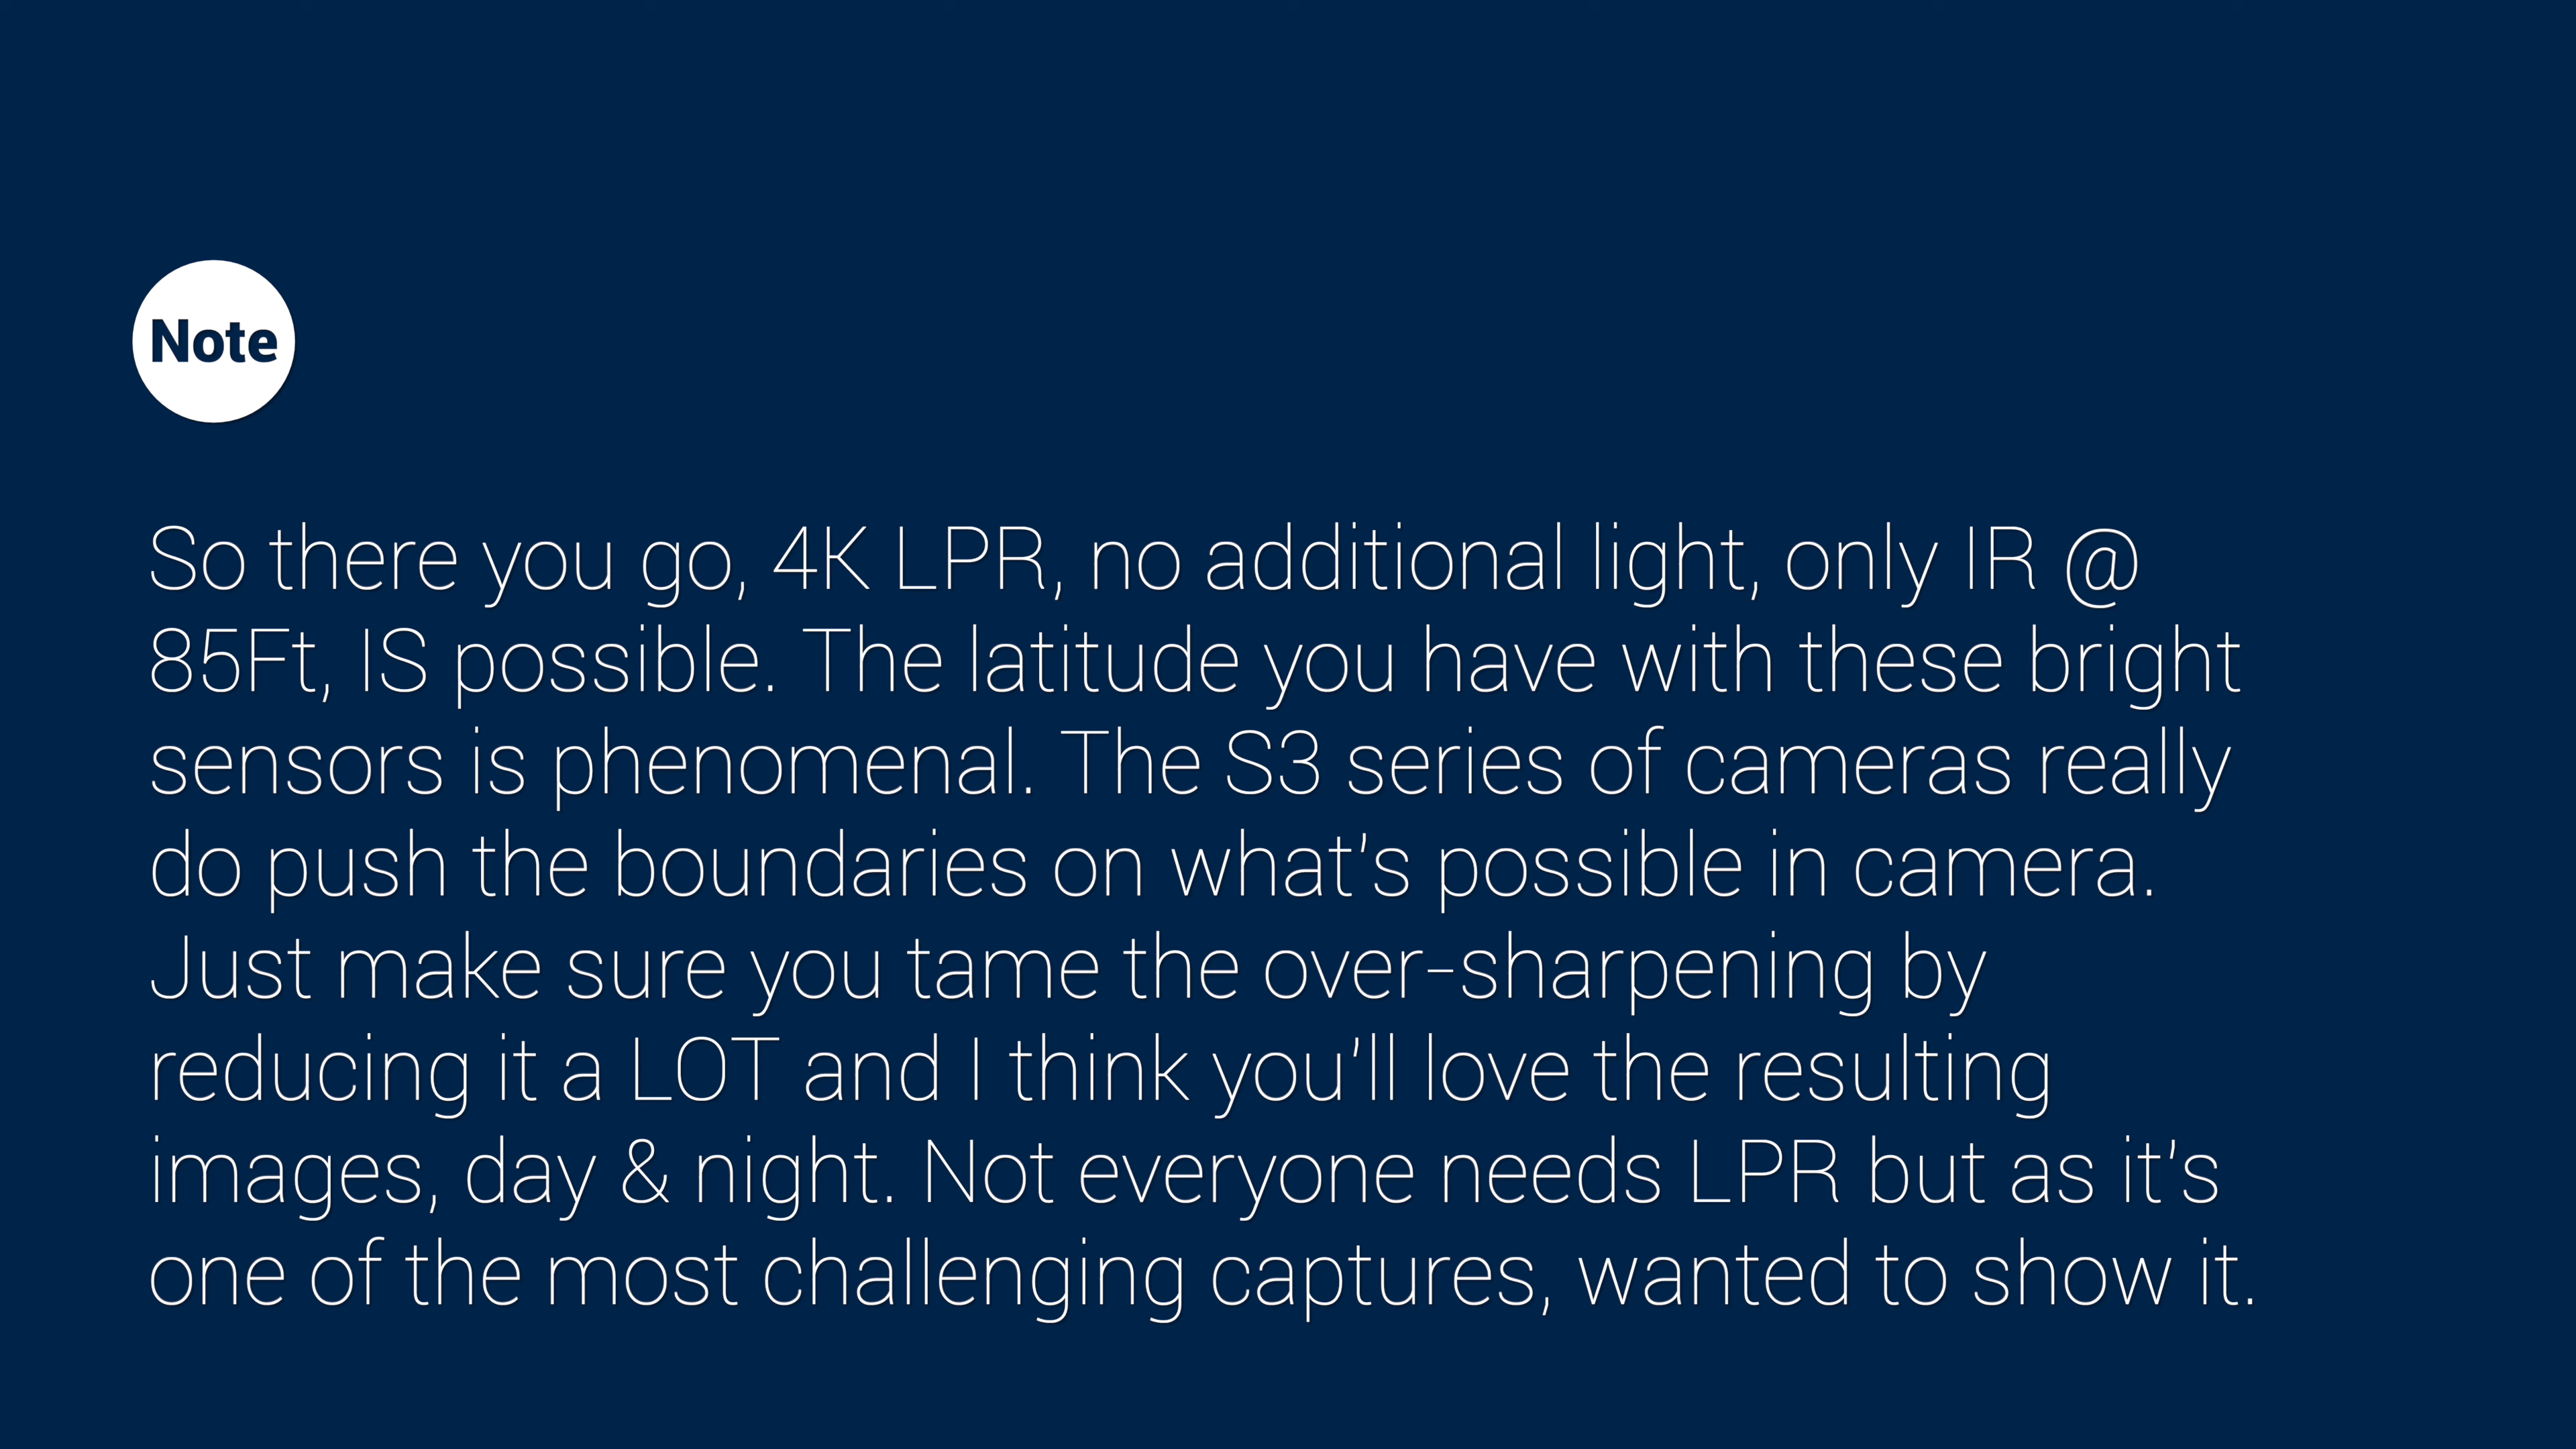 Note
So there you go, 4K LPR, no additional light, only IR @
85Ft, IS possible. The latitude you have with these bright
sensors is phenomenal. The S3 series of cameras really
do push the boundaries on what's possible in camera.
Just make sure you tame the over-sharpening by
reducing it a LOT and I think you'll love the resulting
images, day & night. Not everyone needs LPR but as it's
one of the most challenging captures, wanted to show it.